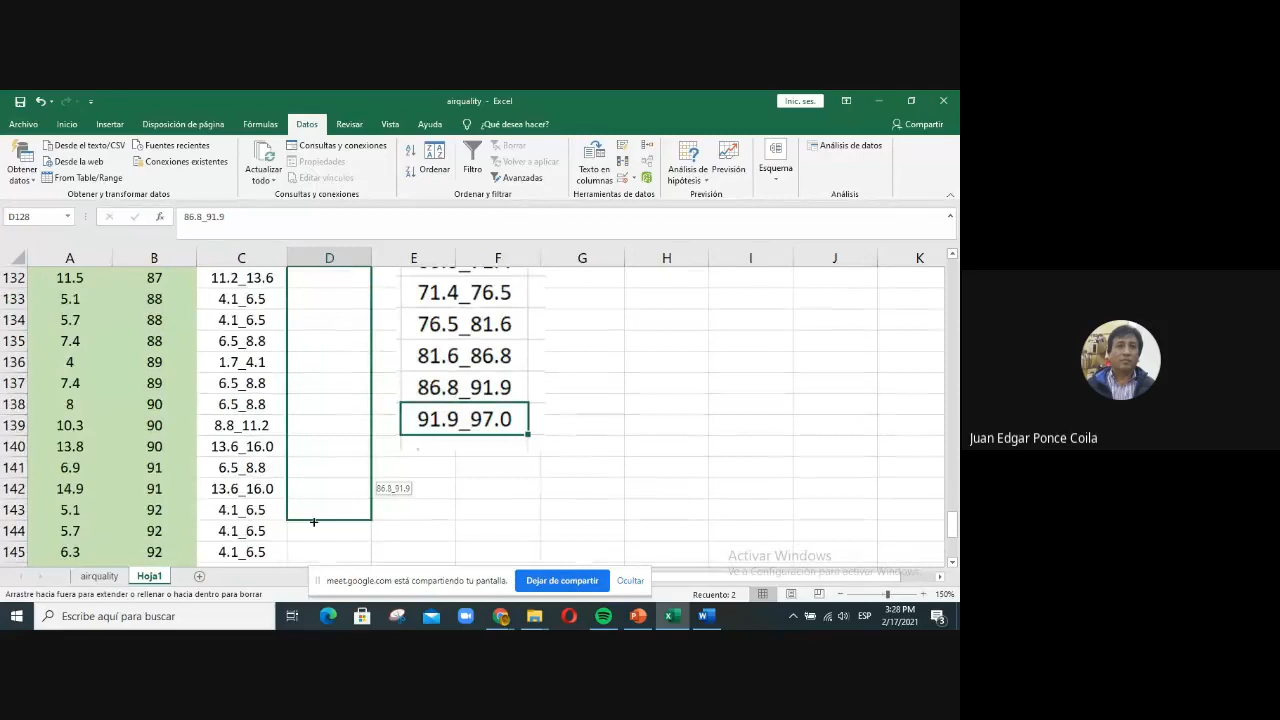 airquality - Excel
Inic. ses.
Archivo Inicio Insertar Disposición de página Fórmulas Datos Revisar Vista Ayuda ¿Qué desea hacer? Compartir
Obtener datos
Desde el texto/CSV
Desde la web
From Table/Range
Fuentes recientes
Conexiones existentes
Obtener y transformar datos
Actualizar todo
Consultas y conexiones
Propiedades
Editar vínculos
Consultas y conexiones
Ordenar
Filtro
Borrar
Volver a aplicar
Avanzadas
Ordenar y filtrar
Texto en columnas
Herramientas de datos
Análisis de hipótesis
Previsión
Previsión
Esquema
Análisis de datos
Análisis
D128 fx 86.8_91.9
A B C D E F G H I J K
132 11.5 87 11.2_13.6
133 5.1 88 4.1_6.5
134 5.7 88 4.1_6.5
135 7.4 88 6.5_8.8
136 4 89 1.7_4.1
137 7.4 89 6.5_8.8
138 8 90 6.5_8.8
139 10.3 90 8.8_11.2
140 13.8 90 13.6_16.0
141 6.9 91 6.5_8.8
142 14.9 91 13.6_16.0
143 5.1 92 4.1_6.5
144 5.7 92 4.1_6.5
145 6.3 92 4.1_6.5
71.4_76.5
76.5_81.6
81.6_86.8
86.8_91.9
91.9_97.0
86.8_91.9
Activar Windows
Ve a Configuración para activar Windows.
airquality Hoja1
meet.google.com está compartiendo tu pantalla. Dejar de compartir Ocultar
Arrastre hacia fuera para extender o rellenar o hacia dentro para borrar
Recuento: 2
150%
Escribe aquí para buscar
ESP
3:28 PM
2/17/2021
3
Juan Edgar Ponce Coila